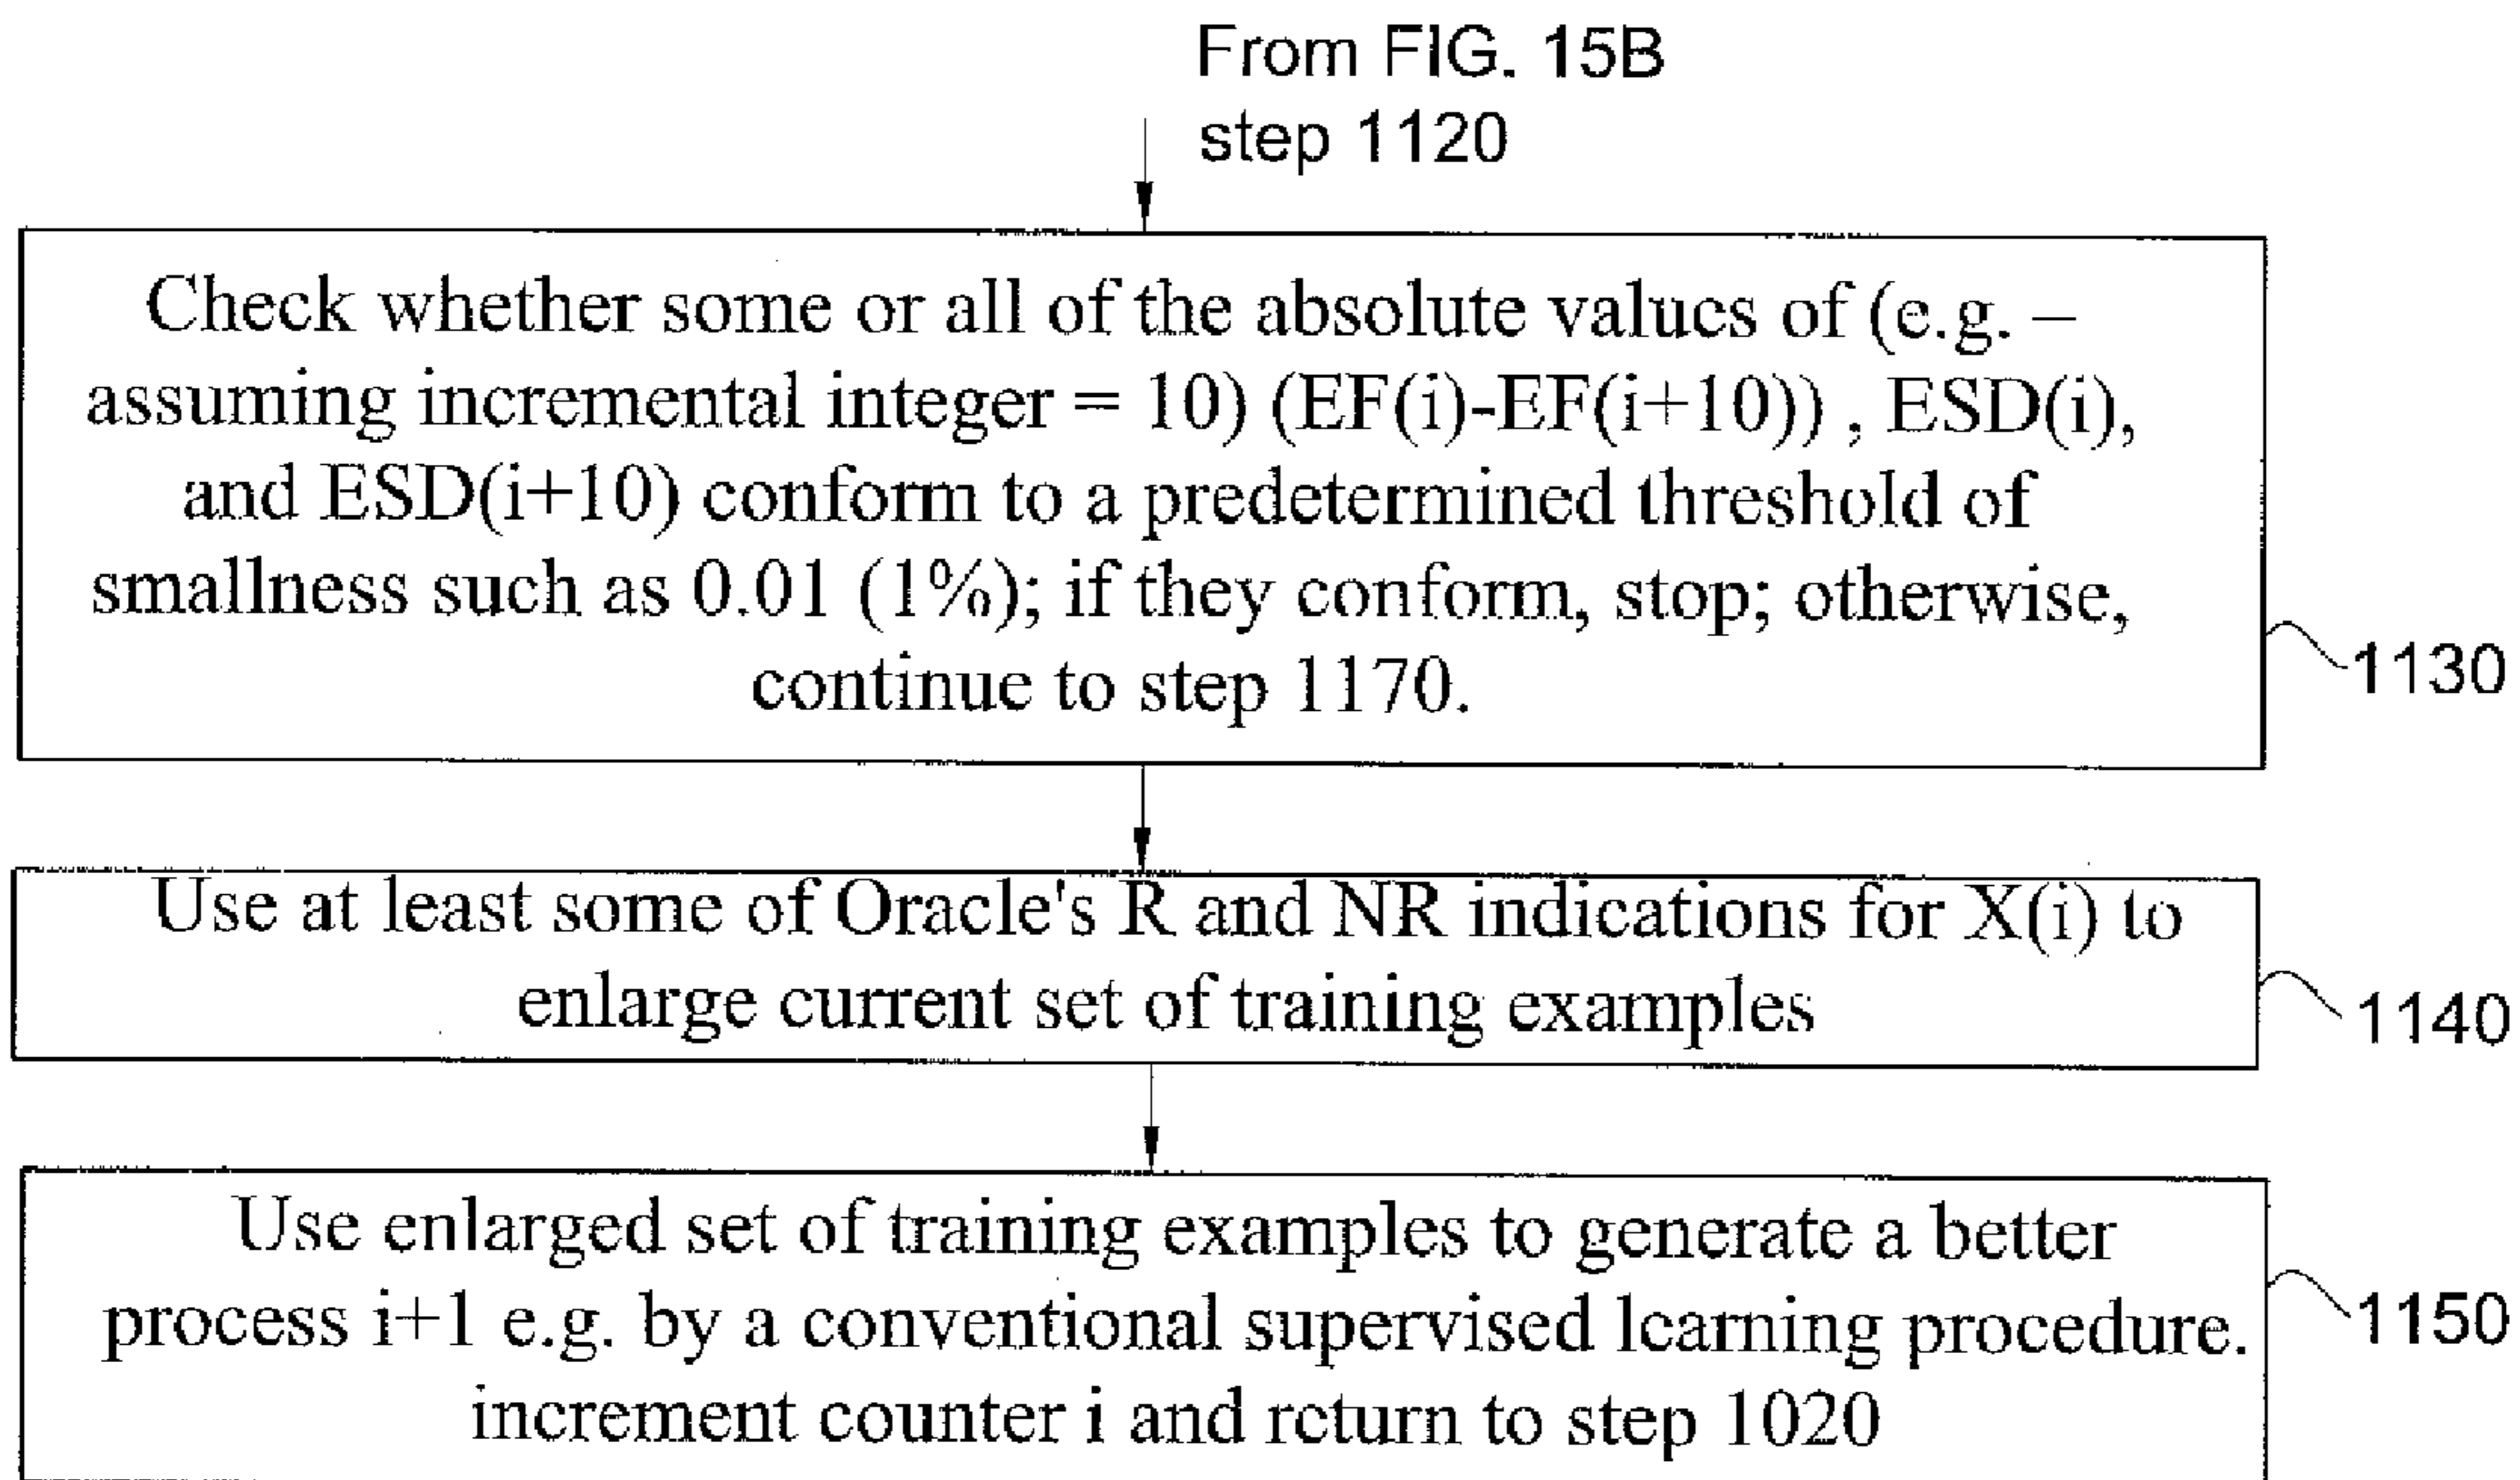 From FIG. 15B
step 1120
Check whether some or all of the absolute values of (e.g. –
assuming incremental integer = 10) (EF(i)-EF(i+10)) , ESD(i),
and ESD(i+10) conform to a predetermined threshold of
smallness such as 0.01 (1%); if they conform, stop; otherwise,
continue to step 1170.
1130
Use at least some of Oracle's R and NR indications for X(i) to
enlarge current set of training examples
1140
Use enlarged set of training examples to generate a better
process i+1 e.g. by a conventional supervised learning procedure.
increment counter i and return to step 1020
1150